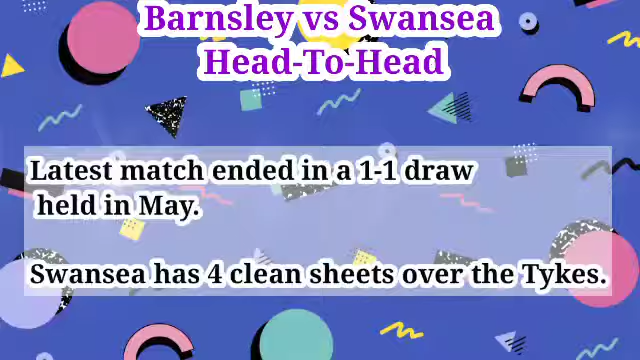 Barnsley vs Swansea
Head-To-Head
Latest match ended in a 1-1 draw
held in May.
Swansea has 4 clean sheets over the Tykes.